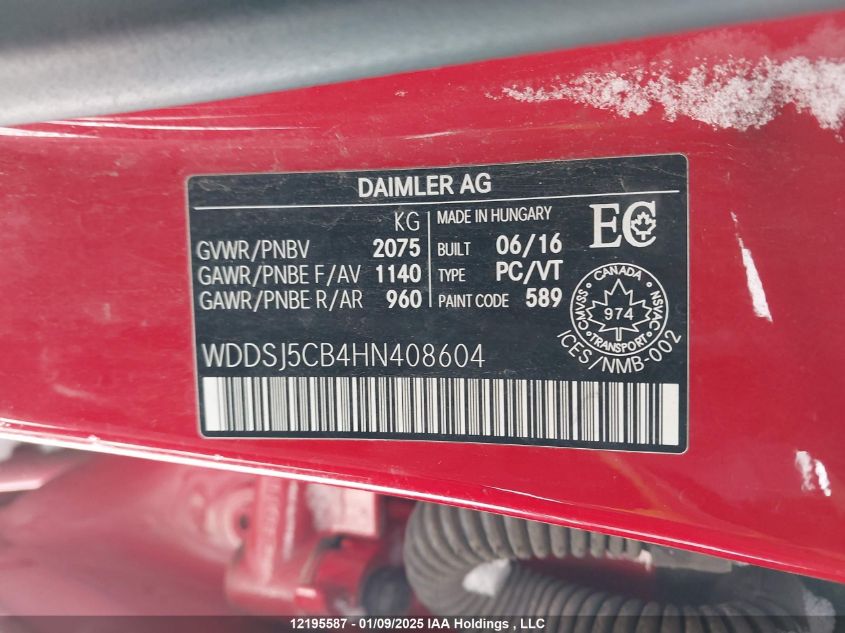 DAIMLER AG
KG
GVWR/PNBV 2075
GAWR/PNBE F/AV 1140
GAWR/PNBE R/AR 960
MADE IN HUNGARY
BUILT 06/16
TYPE PC/VT
PAINT CODE 589
EC
CANADA
CMVSS 974 NSVAC
TRANSPORT
ICES/NMB-002
WDDSJ5CB4HN408604
12195587 - 01/09/2025 IAA Holdings , LLC